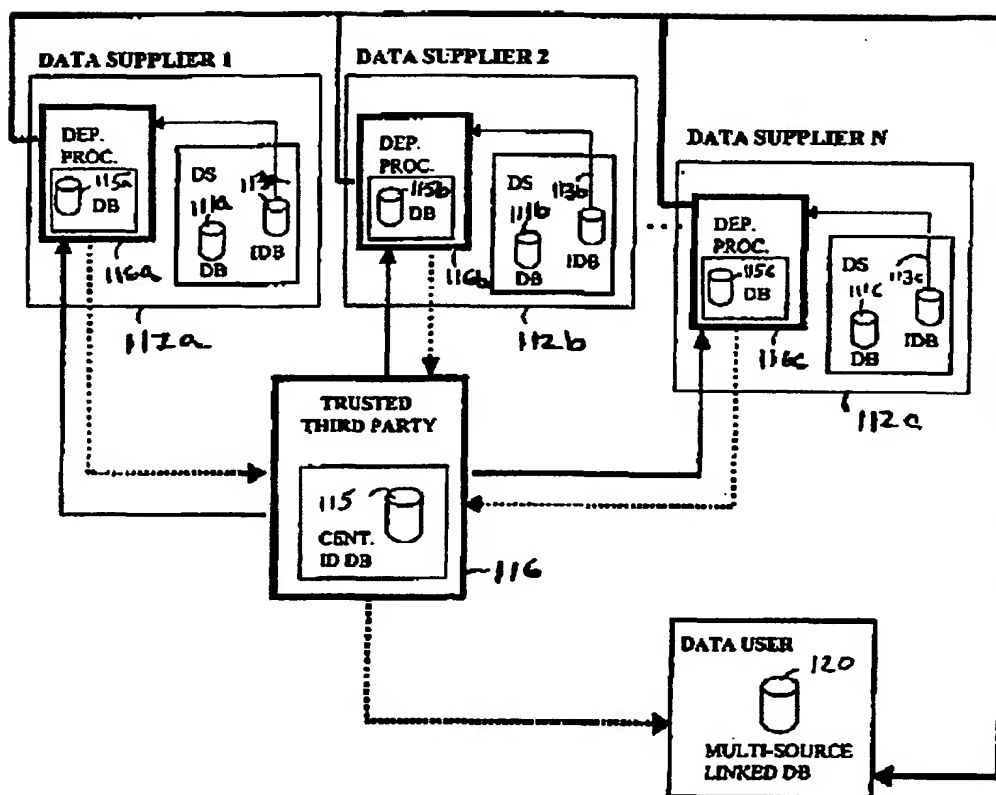 DATA SUPPLIER 1
DEP.
PROC.
115a
DB
DS
111a
DB
113a
IDB
116a
112a
DATA SUPPLIER 2
DEP.
PROC.
115b
DB
DS
111b
DB
113b
IDB
116b
112b
...
DATA SUPPLIER N
DEP.
PROC.
115c
DB
DS
111c
DB
113c
IDB
116c
112c
TRUSTED
THIRD PARTY
115
CENT.
ID DB
116
DATA USER
120
MULTI-SOURCE
LINKED DB